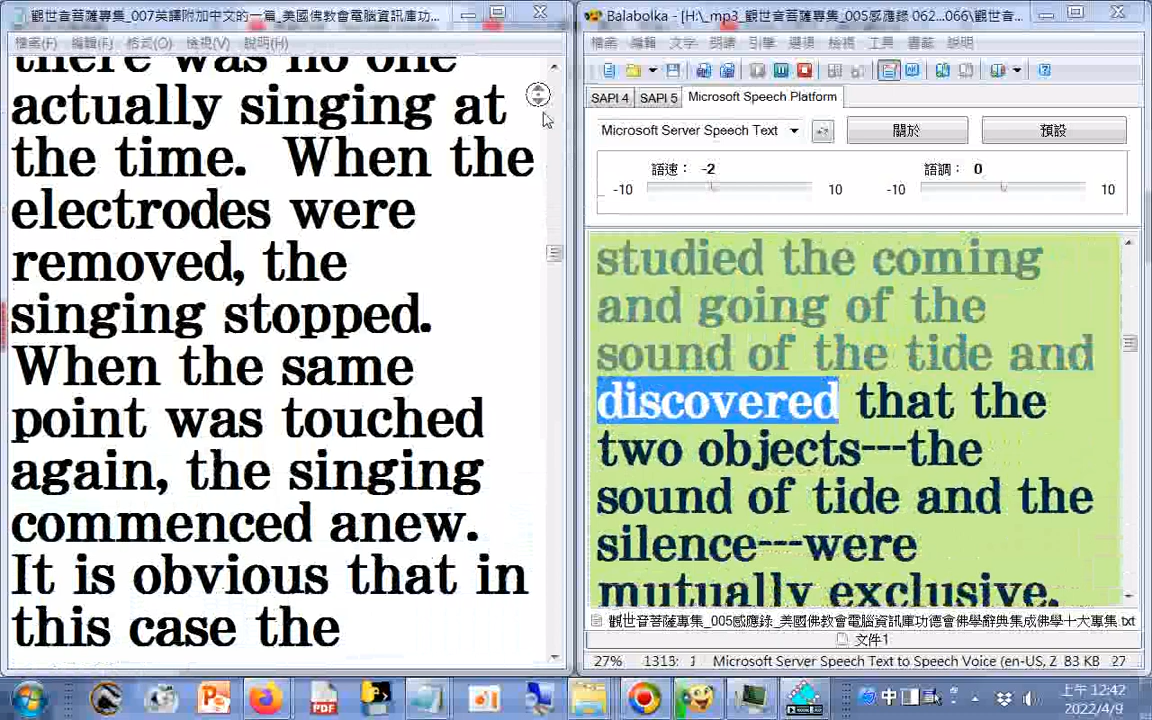 觀世音菩薩專集_007英譯附加中文的一篇_美國佛教會電腦資訊庫功...
檔案(F) 編輯(E) 格式(O) 檢視(V) 說明(H)
there was no one
actually singing at
the time.  When the
electrodes were
removed, the
singing stopped.
When the same
point was touched
again, the singing
commenced anew.
It is obvious that in
this case the
Balabolka - [H:\_mp3_觀世音菩薩專集_005感應錄 062...066\觀世音...
檔案 編輯 文字 朗讀 引擎 選項 檢視 工具 書籤 說明
SAPI 4 SAPI 5 Microsoft Speech Platform
Microsoft Server Speech Text
關於
預設
語速： -2
語調： 0
-10 10 -10 10
studied the coming
and going of the
sound of the tide and
discovered that the
two objects---the
sound of tide and the
silence---were
mutually exclusive.
觀世音菩薩專集_005感應錄_美國佛教會電腦資訊庫功德會佛學辭典集成佛學十大專集 txt
文件1
27% 1315: 1 Microsoft Server Speech Text to Speech Voice (en-US, Z 83 KB 27
中
上午 12:42
2022/4/9